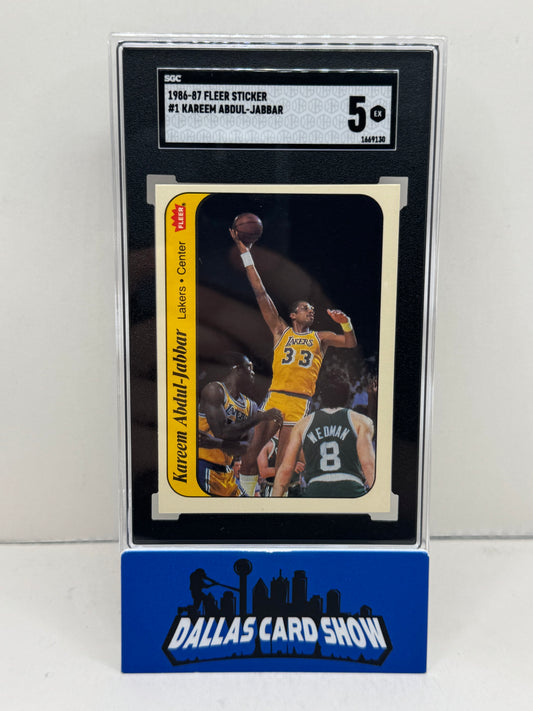 SGC
1986-87 FLEER STICKER
#1 KAREEM ABDUL-JABBAR
5 EX
1669130
FLEER
Kareem Abdul-Jabbar Lakers • Center
LAKERS
33
LAKERS
WEDMAN
8
DALLAS CARD SHOW